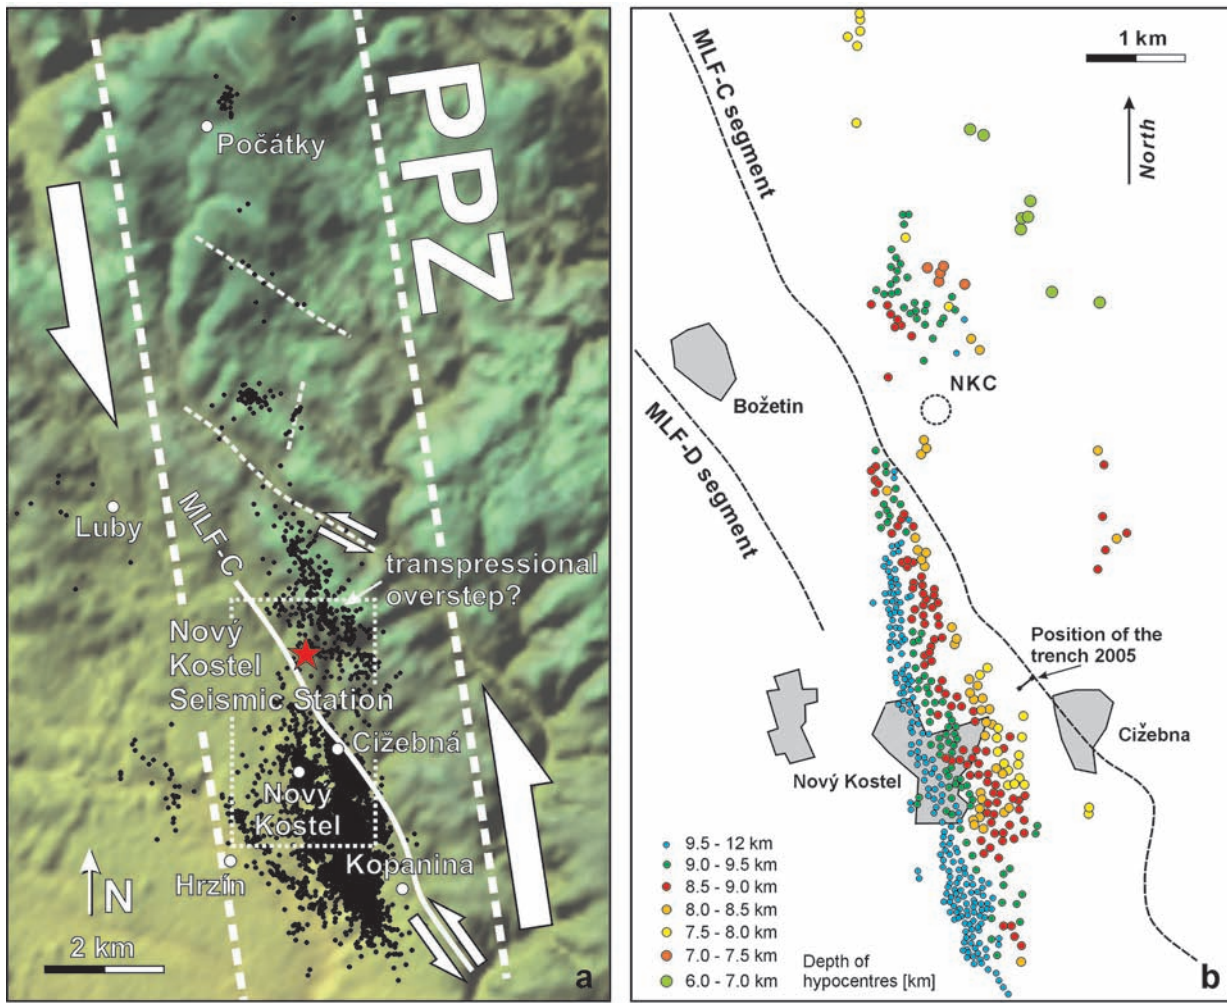 PPZ
Počátky
Luby
MLF-C
transpressional
overstep?
Nový
Kostel
Seismic Station
Cižebná
Nový
Kostel
Kopanina
Hrzín
N
2 km
a
MLF-C segment
1 km
North
NKC
Božetin
MLF-D segment
Position of the
trench 2005
Cižebna
Nový Kostel
9.5 - 12 km
9.0 - 9.5 km
8.5 - 9.0 km
8.0 - 8.5 km
7.5 - 8.0 km
7.0 - 7.5 km
6.0 - 7.0 km
Depth of
hypocentres [km]
b